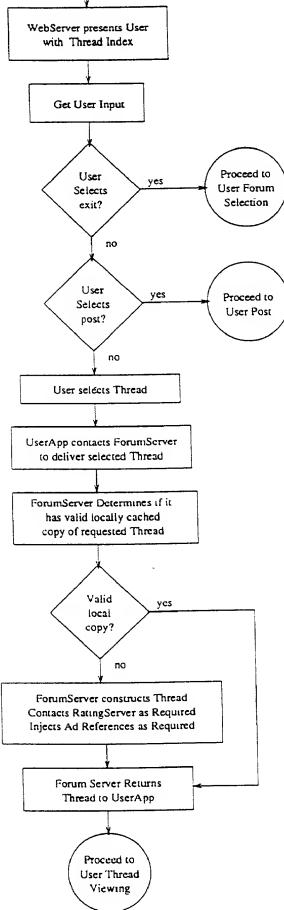 WebServer presents User
with Thread Index
Get User Input
User
Selects
exit?
yes
Proceed to
User Forum
Selection
no
User
Selects
post?
yes
Proceed to
User Post
no
User selects Thread
UserApp contacts ForumServer
to deliver selected Thread
ForumServer Determines if it
has valid locally cached
copy of requested Thread
Valid
local
copy?
yes
no
ForumServer constructs Thread
Contacts RatingServer as Required
Injects Ad References as Required
Forum Server Returns
Thread to UserApp
Proceed to
User Thread
Viewing